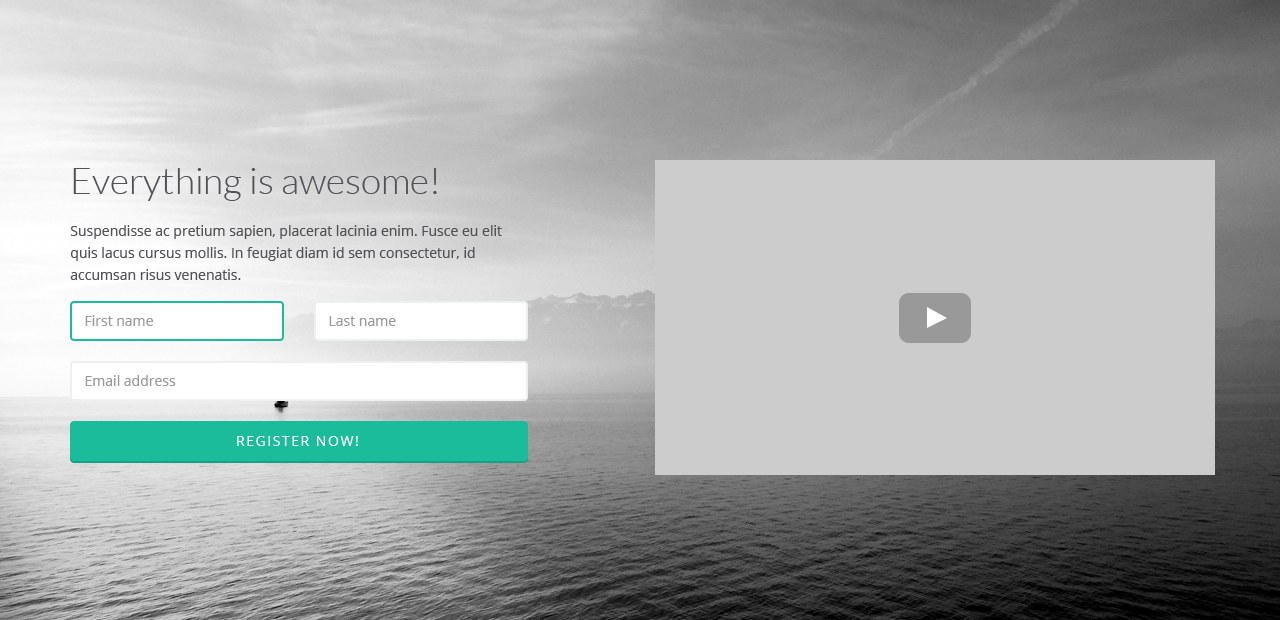 Everything is awesome!
Suspendisse ac pretium sapien, placerat lacinia enim. Fusce eu elit
quis lacus cursus mollis. In feugiat diam id sem consectetur, id
accumsan risus venenatis.
First name
Last name
Email address
REGISTER NOW!